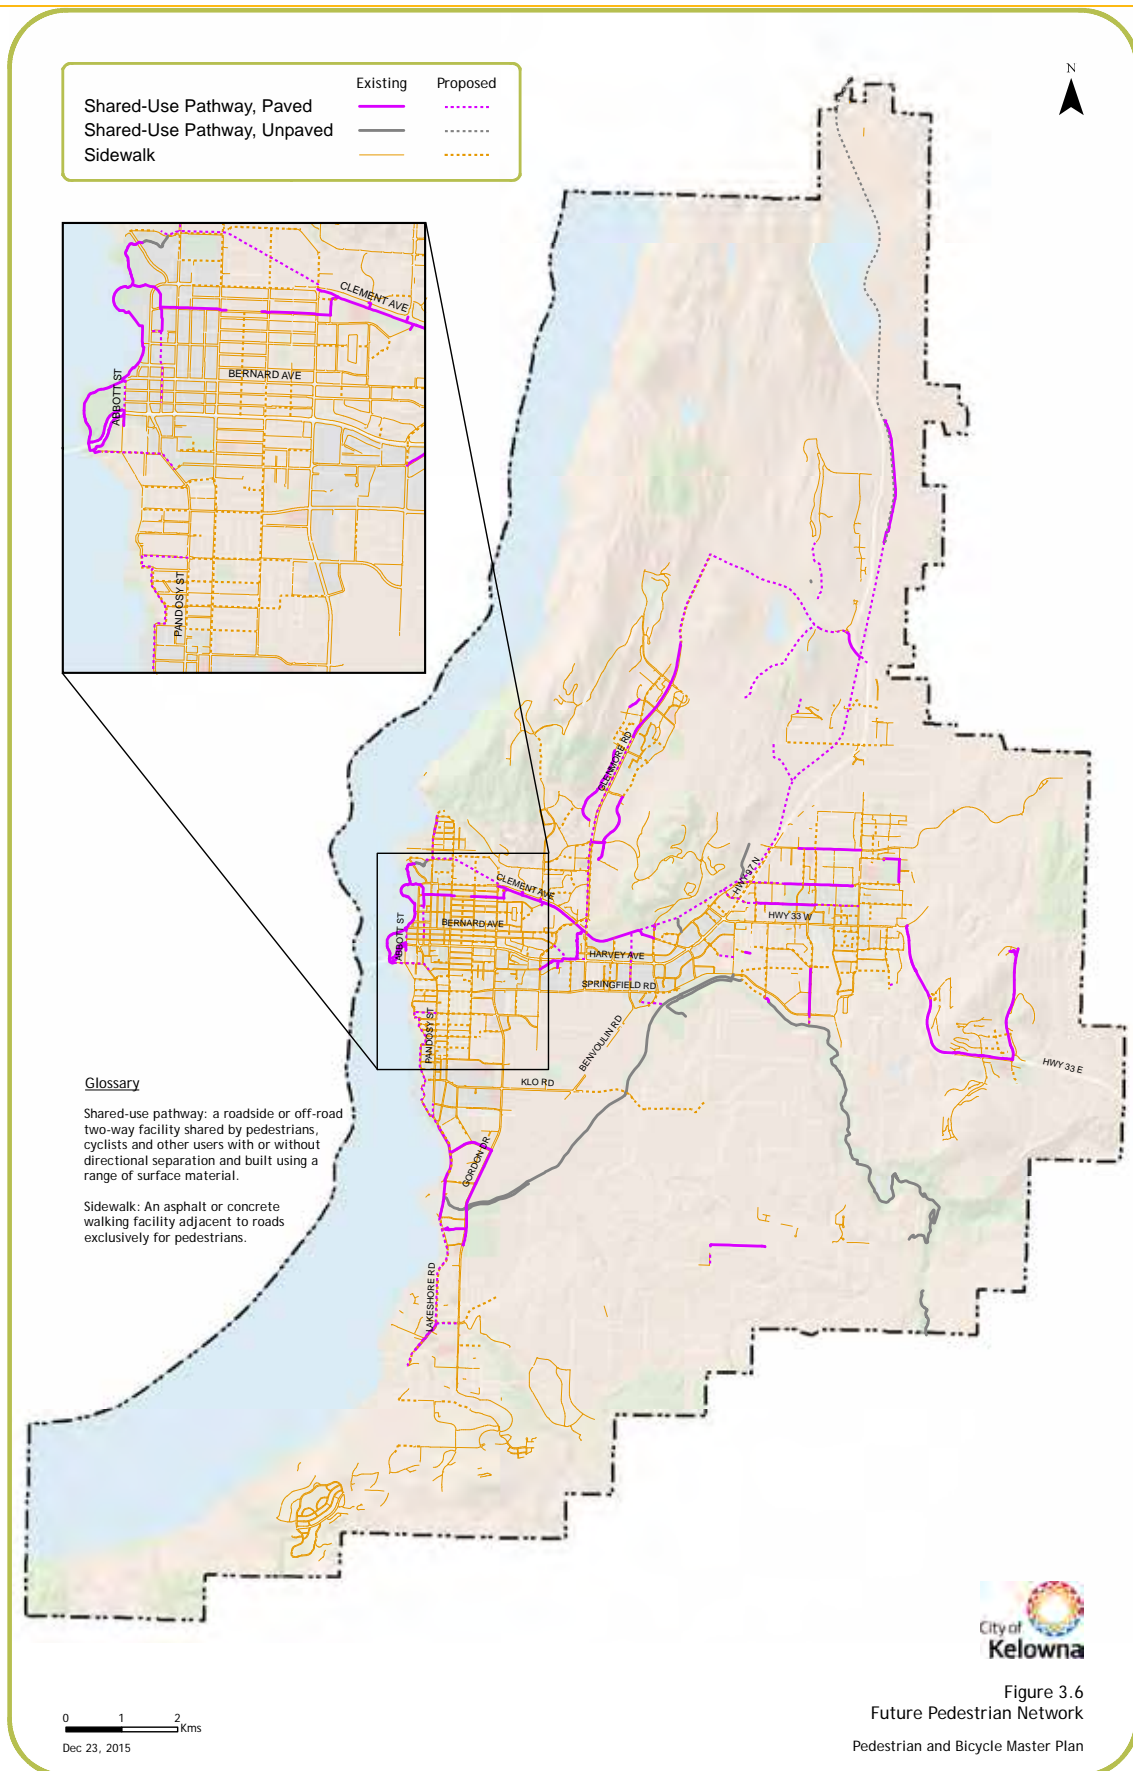 Existing Proposed
Shared-Use Pathway, Paved
Shared-Use Pathway, Unpaved
Sidewalk
N
CLEMENT AVE
BERNARD AVE
ABBOTT ST
PANDOSY ST
GLENMORE RD
HWY 97 N
CLEMENT AVE
HWY 33 W
BERNARD AVE
ABBOTT ST
HARVEY AVE
SPRINGFIELD RD
PANDOSY ST
BENVOULIN RD
HWY 33 E
KLO RD
GORDON DR
LAKESHORE RD
Glossary
Shared-use pathway: a roadside or off-road
two-way facility shared by pedestrians,
cyclists and other users with or without
directional separation and built using a
range of surface material.
Sidewalk: An asphalt or concrete
walking facility adjacent to roads
exclusively for pedestrians.
City of
Kelowna
Figure 3.6
Future Pedestrian Network
Pedestrian and Bicycle Master Plan
0 1 2
Kms
Dec 23, 2015